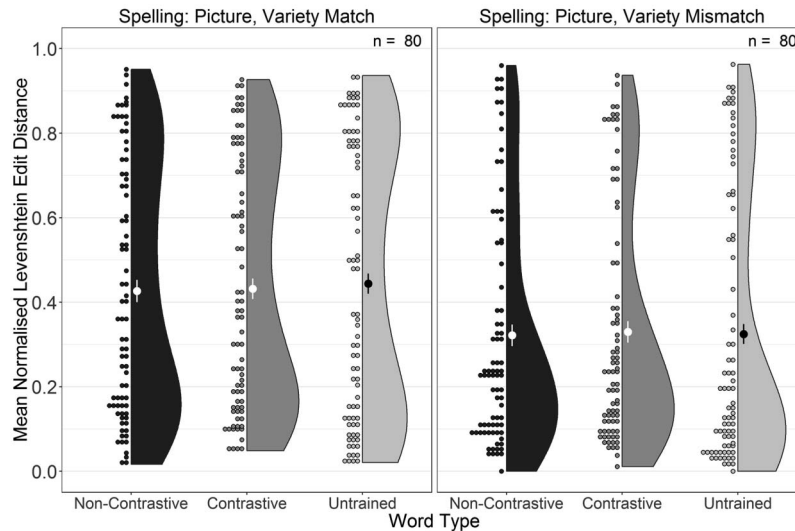 Spelling: Picture, Variety Match
Spelling: Picture, Variety Mismatch
n = 80
n = 80
Mean Normalised Levenshtein Edit Distance
1.0
0.8
0.6
0.4
0.2
0.0
Non-Contrastive
Contrastive
Untrained
Non-Contrastive
Contrastive
Untrained
Word Type